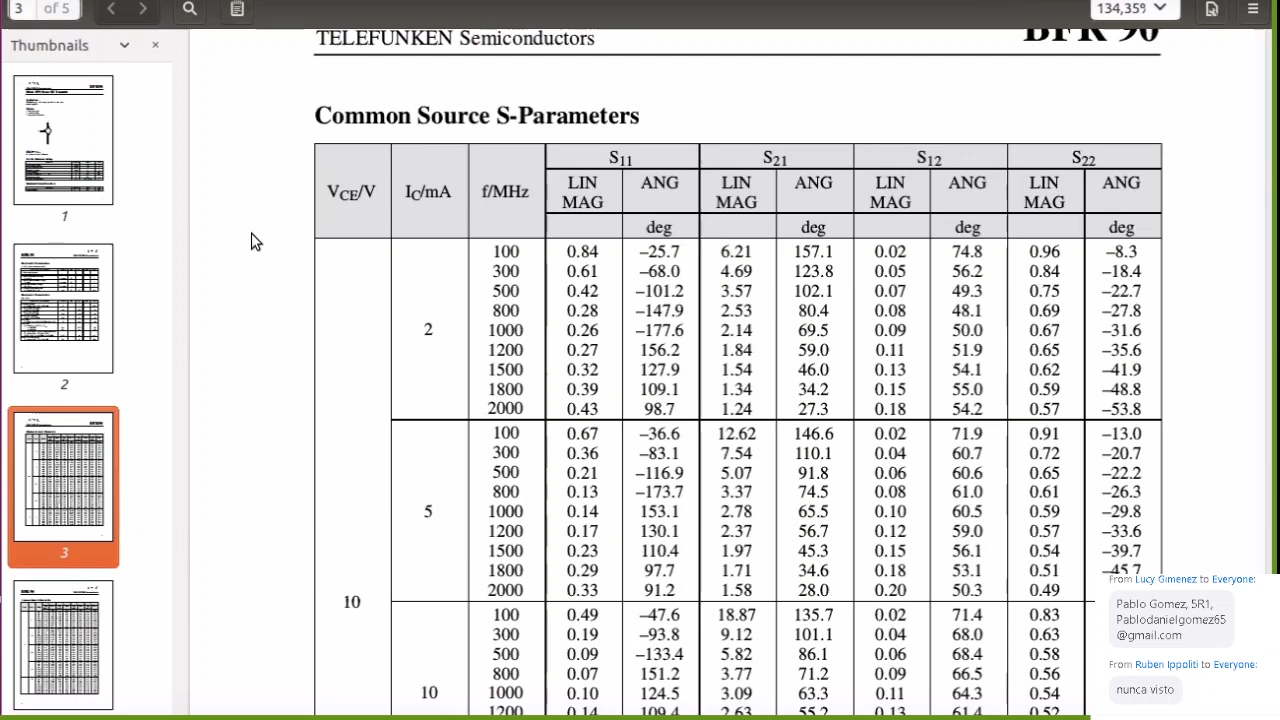 3 of 5 134,35%
Thumbnails
1
2
3
TELEFUNKEN Semiconductors BFR 90
Common Source S-Parameters
S11 S21 S12 S22
VCE/V IC/mA f/MHz LIN MAG ANG LIN MAG ANG LIN MAG ANG LIN MAG ANG
deg deg deg deg
10
2
100 0.84 –25.7 6.21 157.1 0.02 74.8 0.96 –8.3
300 0.61 –68.0 4.69 123.8 0.05 56.2 0.84 –18.4
500 0.42 –101.2 3.57 102.1 0.07 49.3 0.75 –22.7
800 0.28 –147.9 2.53 80.4 0.08 48.1 0.69 –27.8
1000 0.26 –177.6 2.14 69.5 0.09 50.0 0.67 –31.6
1200 0.27 156.2 1.84 59.0 0.11 51.9 0.65 –35.6
1500 0.32 127.9 1.54 46.0 0.13 54.1 0.62 –41.9
1800 0.39 109.1 1.34 34.2 0.15 55.0 0.59 –48.8
2000 0.43 98.7 1.24 27.3 0.18 54.2 0.57 –53.8
5
100 0.67 –36.6 12.62 146.6 0.02 71.9 0.91 –13.0
300 0.36 –83.1 7.54 110.1 0.04 60.7 0.72 –20.7
500 0.21 –116.9 5.07 91.8 0.06 60.6 0.65 –22.2
800 0.13 –173.7 3.37 74.5 0.08 61.0 0.61 –26.3
1000 0.14 153.1 2.78 65.5 0.10 60.5 0.59 –29.8
1200 0.17 130.1 2.37 56.7 0.12 59.0 0.57 –33.6
1500 0.23 110.4 1.97 45.3 0.15 56.1 0.54 –39.7
1800 0.29 97.7 1.71 34.6 0.18 53.1 0.51 –45.7
2000 0.33 91.2 1.58 28.0 0.20 50.3 0.49
10
100 0.49 –47.6 18.87 135.7 0.02 71.4 0.83
300 0.19 –93.8 9.12 101.1 0.04 68.0 0.63
500 0.09 –133.4 5.82 86.1 0.06 68.4 0.58
800 0.07 151.2 3.77 71.2 0.09 66.5 0.56
1000 0.10 124.5 3.09 63.3 0.11 64.3 0.54
1200 0.14 109.4 2.63 55.2 0.13 61.4 0.52
From Lucy Gimenez to Everyone:
Pablo Gomez, 5R1,
Pablodanielgomez65
@gmail.com
From Ruben Ippoliti to Everyone:
nunca visto